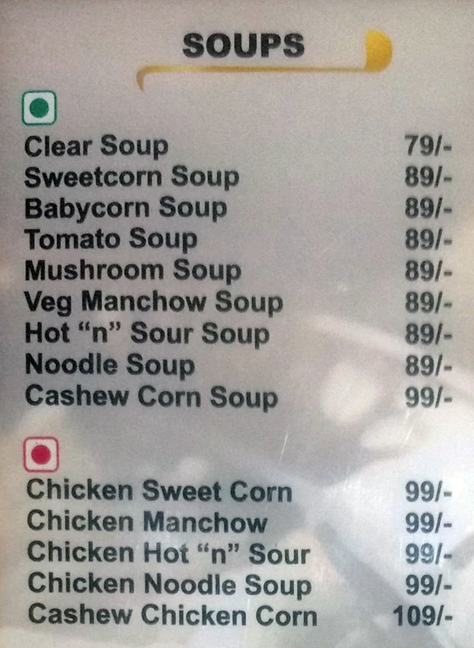 SOUPS
Clear Soup 79/-
Sweetcorn Soup 89/-
Babycorn Soup 89/-
Tomato Soup 89/-
Mushroom Soup 89/-
Veg Manchow Soup 89/-
Hot “n” Sour Soup 89/-
Noodle Soup 89/-
Cashew Corn Soup 99/-
Chicken Sweet Corn 99/-
Chicken Manchow 99/-
Chicken Hot “n” Sour 99/-
Chicken Noodle Soup 99/-
Cashew Chicken Corn 109/-